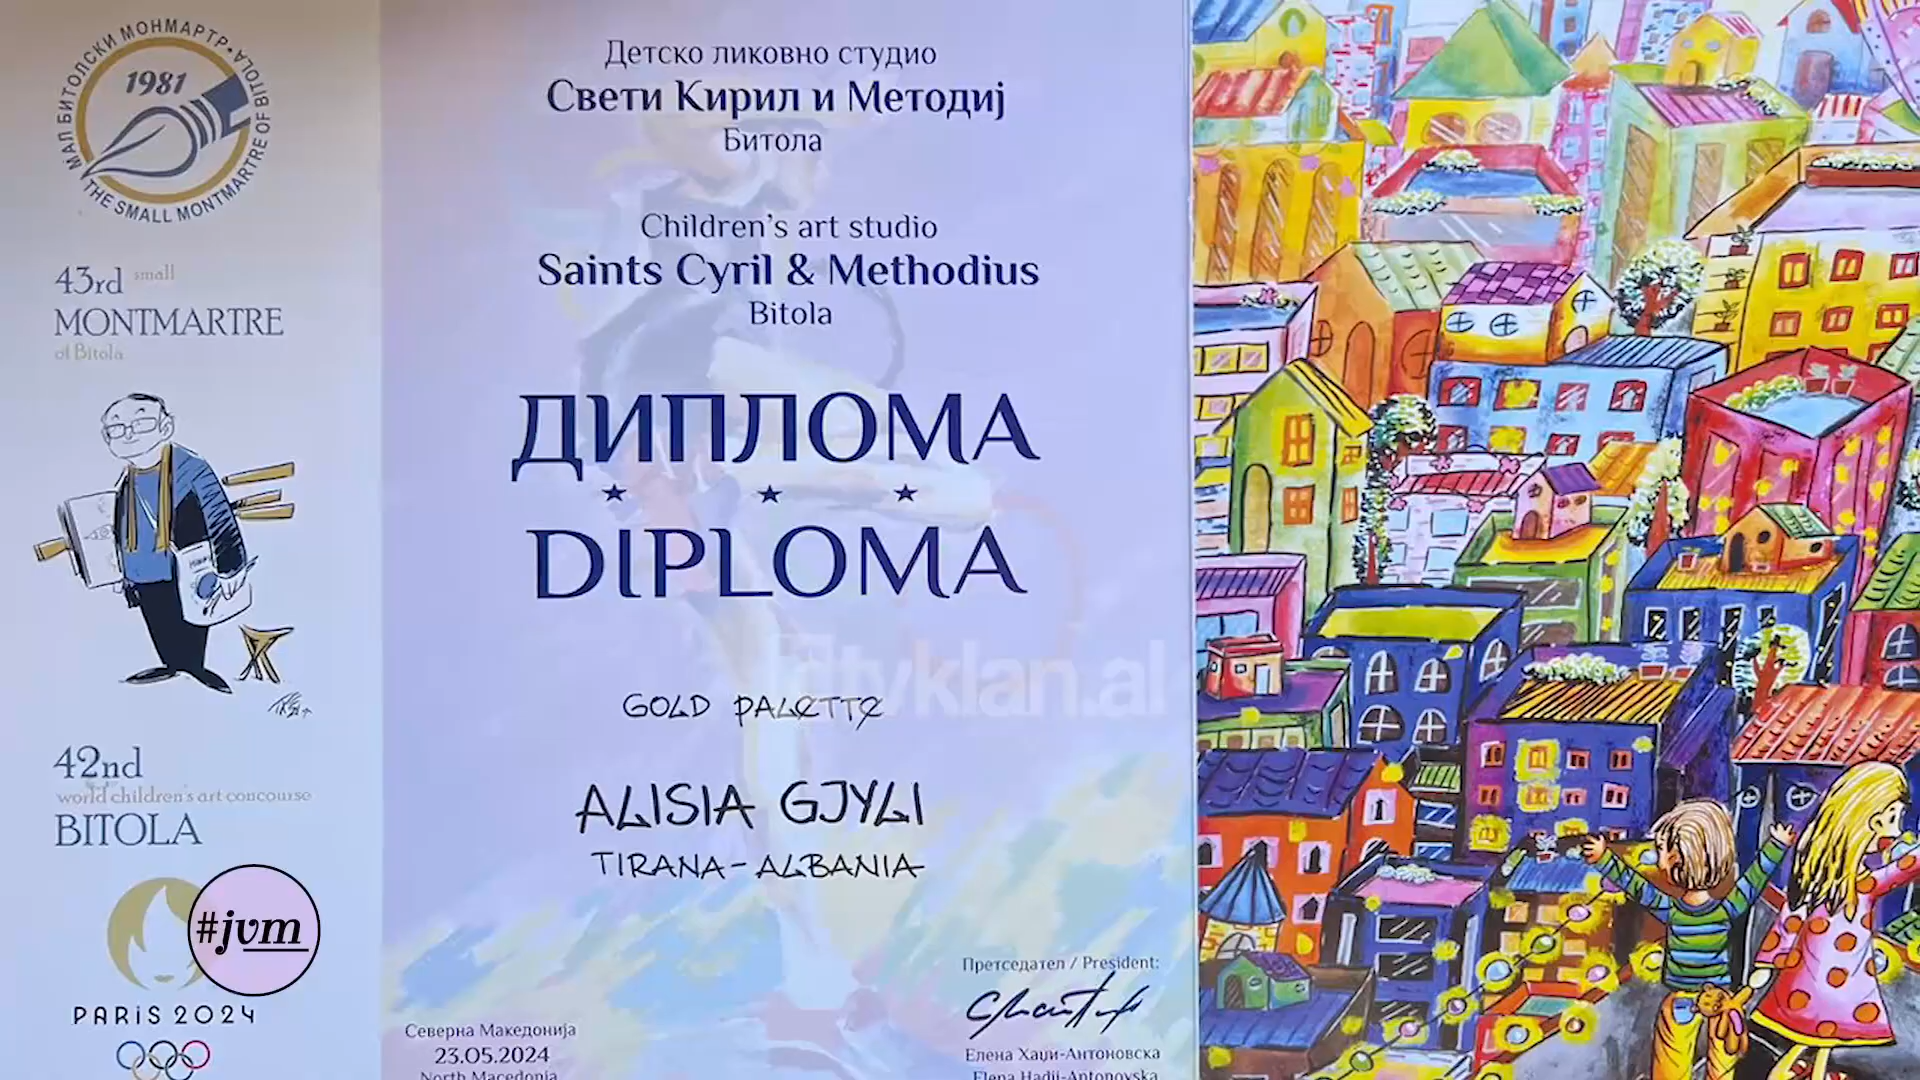 МАЛ БИТОЛСКИ МОНМАРТР •
1981
THE SMALL MONTMARTRE OF BITOLA
43rd small
MONTMARTRE
of Bitola
42nd
world children's art concourse
BITOLA
#jvm
PARIS 2024
Детско ликовно студио
Свети Кирил и Методиј
Битола
Children's art studio
Saints Cyril & Methodius
Bitola
ДИПЛОМА
DIPLOMA
GOLD PALETTE
ALISIA GJYLI
TIRANA - ALBANIA
tvklan.al
Северна Македонија
23.05.2024
North Macedonia
Претседател / President:
Елена Хаџи-Антоновска
Elena Hadji-Antonovska